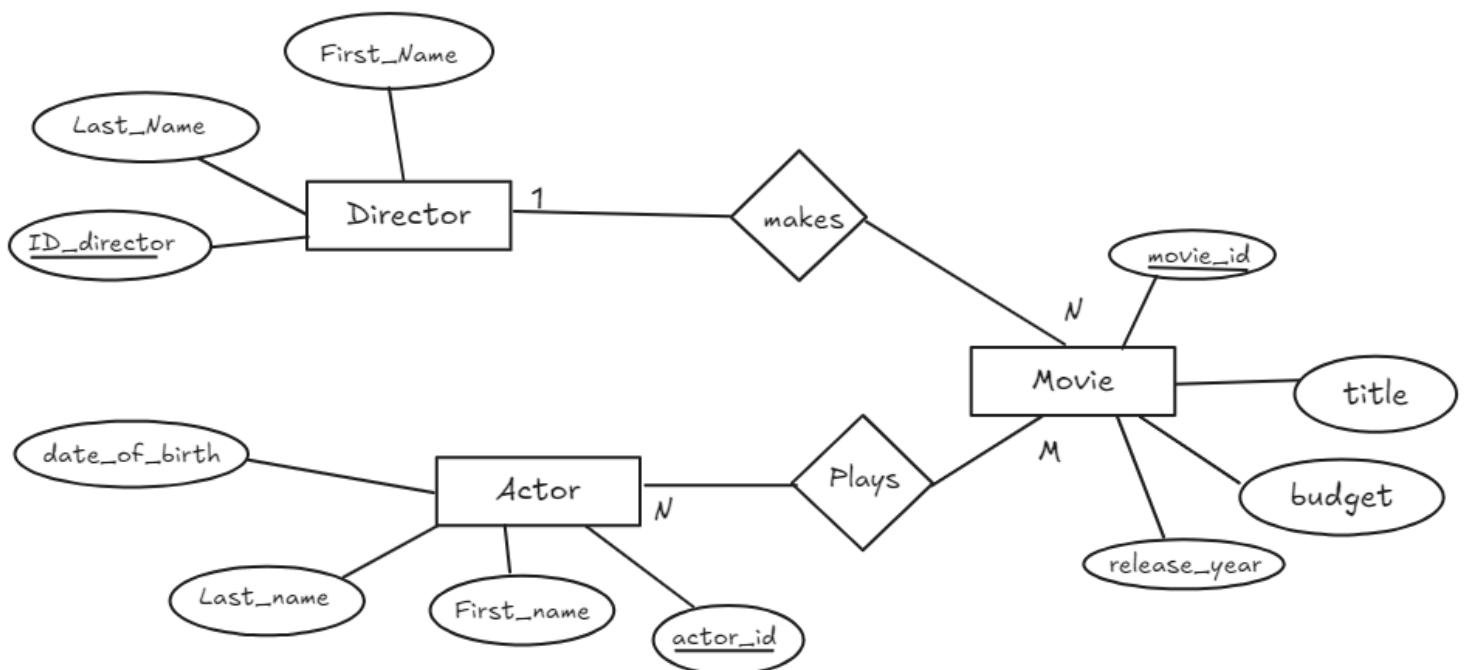 First_Name
Last_Name
ID_director
Director
1
makes
N
movie_id
Movie
title
M
budget
release_year
date_of_birth
Actor
N
Plays
Last_name
First_name
actor_id